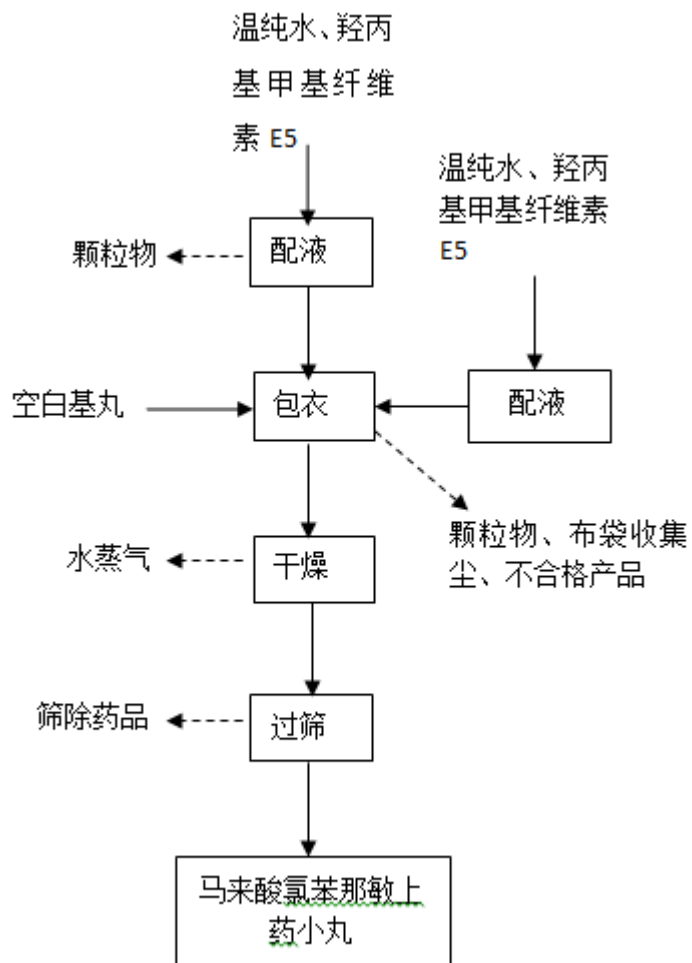 温纯水、羟丙
基甲基纤维
素 E5
温纯水、羟丙
基甲基纤维素
E5
颗粒物
配液
空白基丸
包衣
配液
颗粒物、布袋收集
尘、不合格产品
水蒸气
干燥
筛除药品
过筛
马来酸氯苯那敏上
药小丸